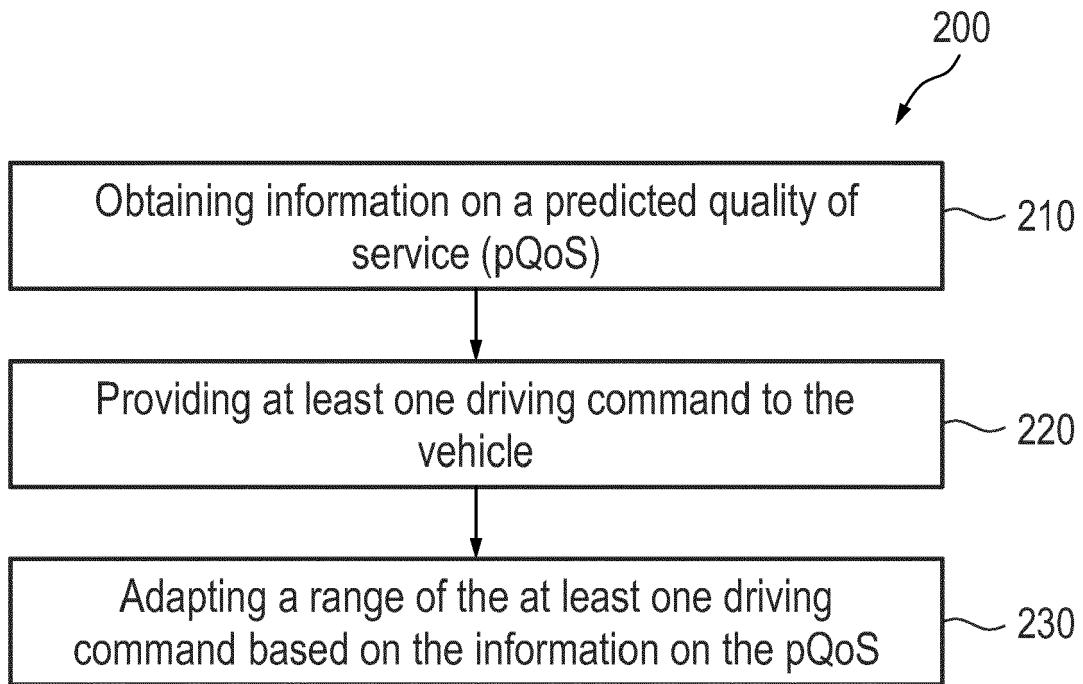 200
Obtaining information on a predicted quality of
service (pQoS)
210
Providing at least one driving command to the
vehicle
220
Adapting a range of the at least one driving
command based on the information on the pQoS
230